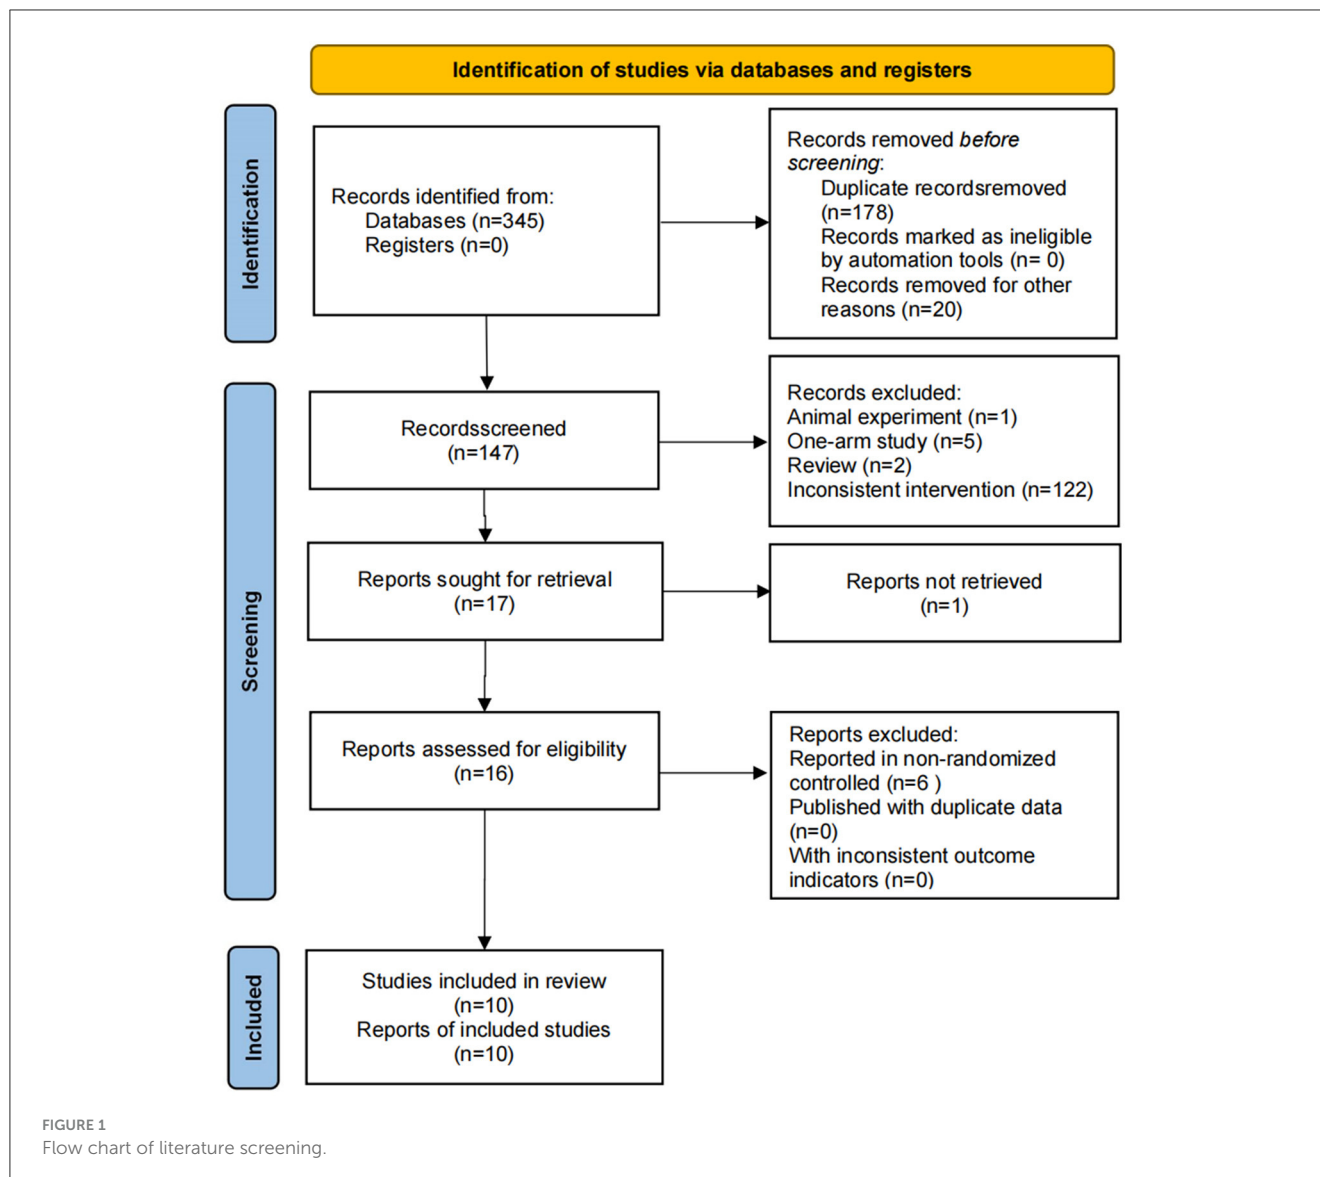 Identification of studies via databases and registers
Identification
Records identified from:
Databases (n=345)
Registers (n=0)
Records removed before
screening:
Duplicate recordsremoved
(n=178)
Records marked as ineligible
by automation tools (n= 0)
Records removed for other
reasons (n=20)
Screening
Recordsscreened
(n=147)
Records excluded:
Animal experiment (n=1)
One-arm study (n=5)
Review (n=2)
Inconsistent intervention (n=122)
Reports sought for retrieval
(n=17)
Reports not retrieved
(n=1)
Reports assessed for eligibility
(n=16)
Reports excluded:
Reported in non-randomized
controlled (n=6 )
Published with duplicate data
(n=0)
With inconsistent outcome
indicators (n=0)
Included
Studies included in review
(n=10)
Reports of included studies
(n=10)
FIGURE 1
Flow chart of literature screening.